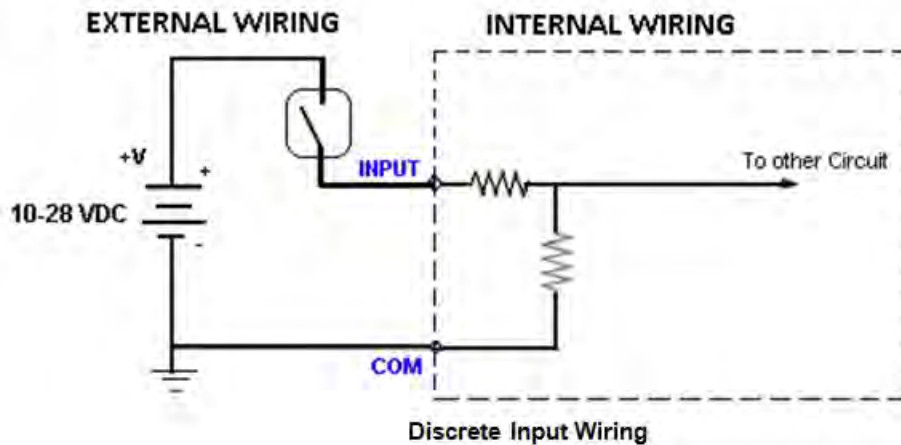 EXTERNAL WIRING
INTERNAL WIRING
+V
+
INPUT
To other Circuit
10-28 VDC
-
COM
Discrete Input Wiring